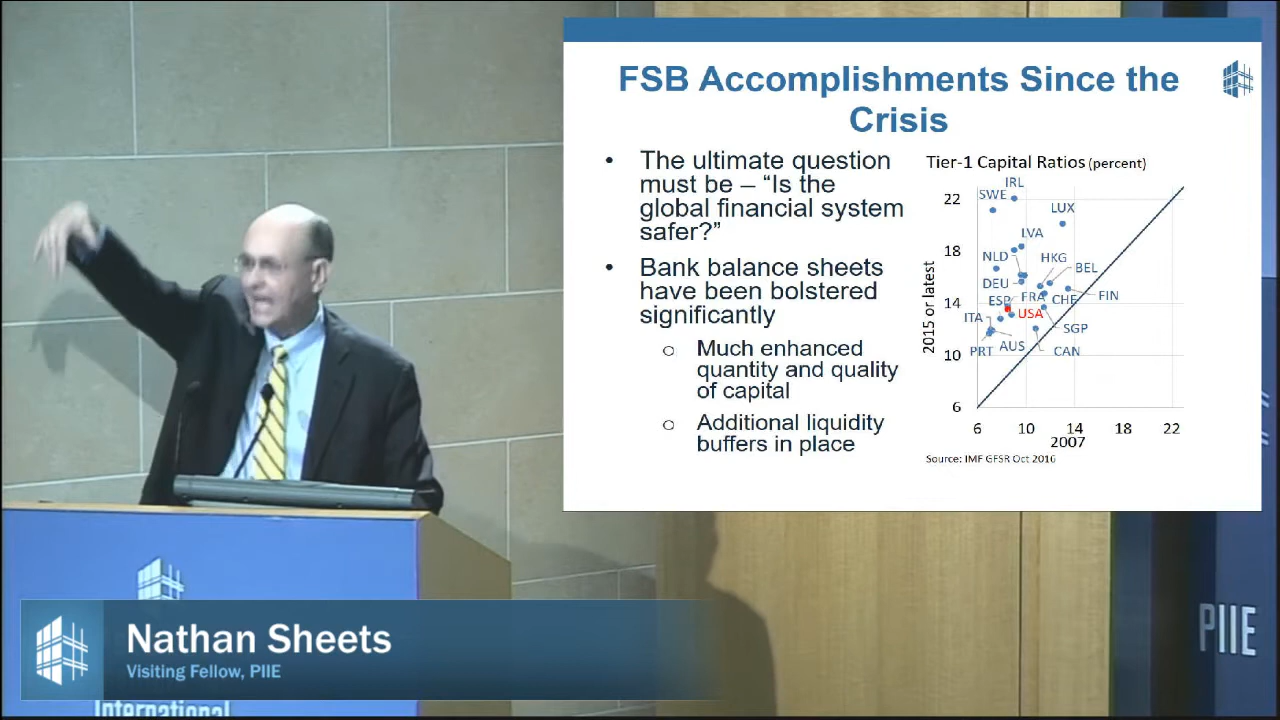 FSB Accomplishments Since the
Crisis
• The ultimate question
must be – “Is the
global financial system
safer?”
• Bank balance sheets
have been bolstered
significantly
o Much enhanced
quantity and quality
of capital
o Additional liquidity
buffers in place
Tier-1 Capital Ratios (percent)
2015 or latest
22
18
14
10
6
IRL
SWE
LUX
LVA
NLD
HKG
BEL
DEU
ESP
FRA
CHE
FIN
ITA
USA
SGP
PRT
AUS
CAN
6 10 14 18 22
2007
Source: IMF GFSR Oct 2016
PIIE
Nathan Sheets
Visiting Fellow, PIIE
International